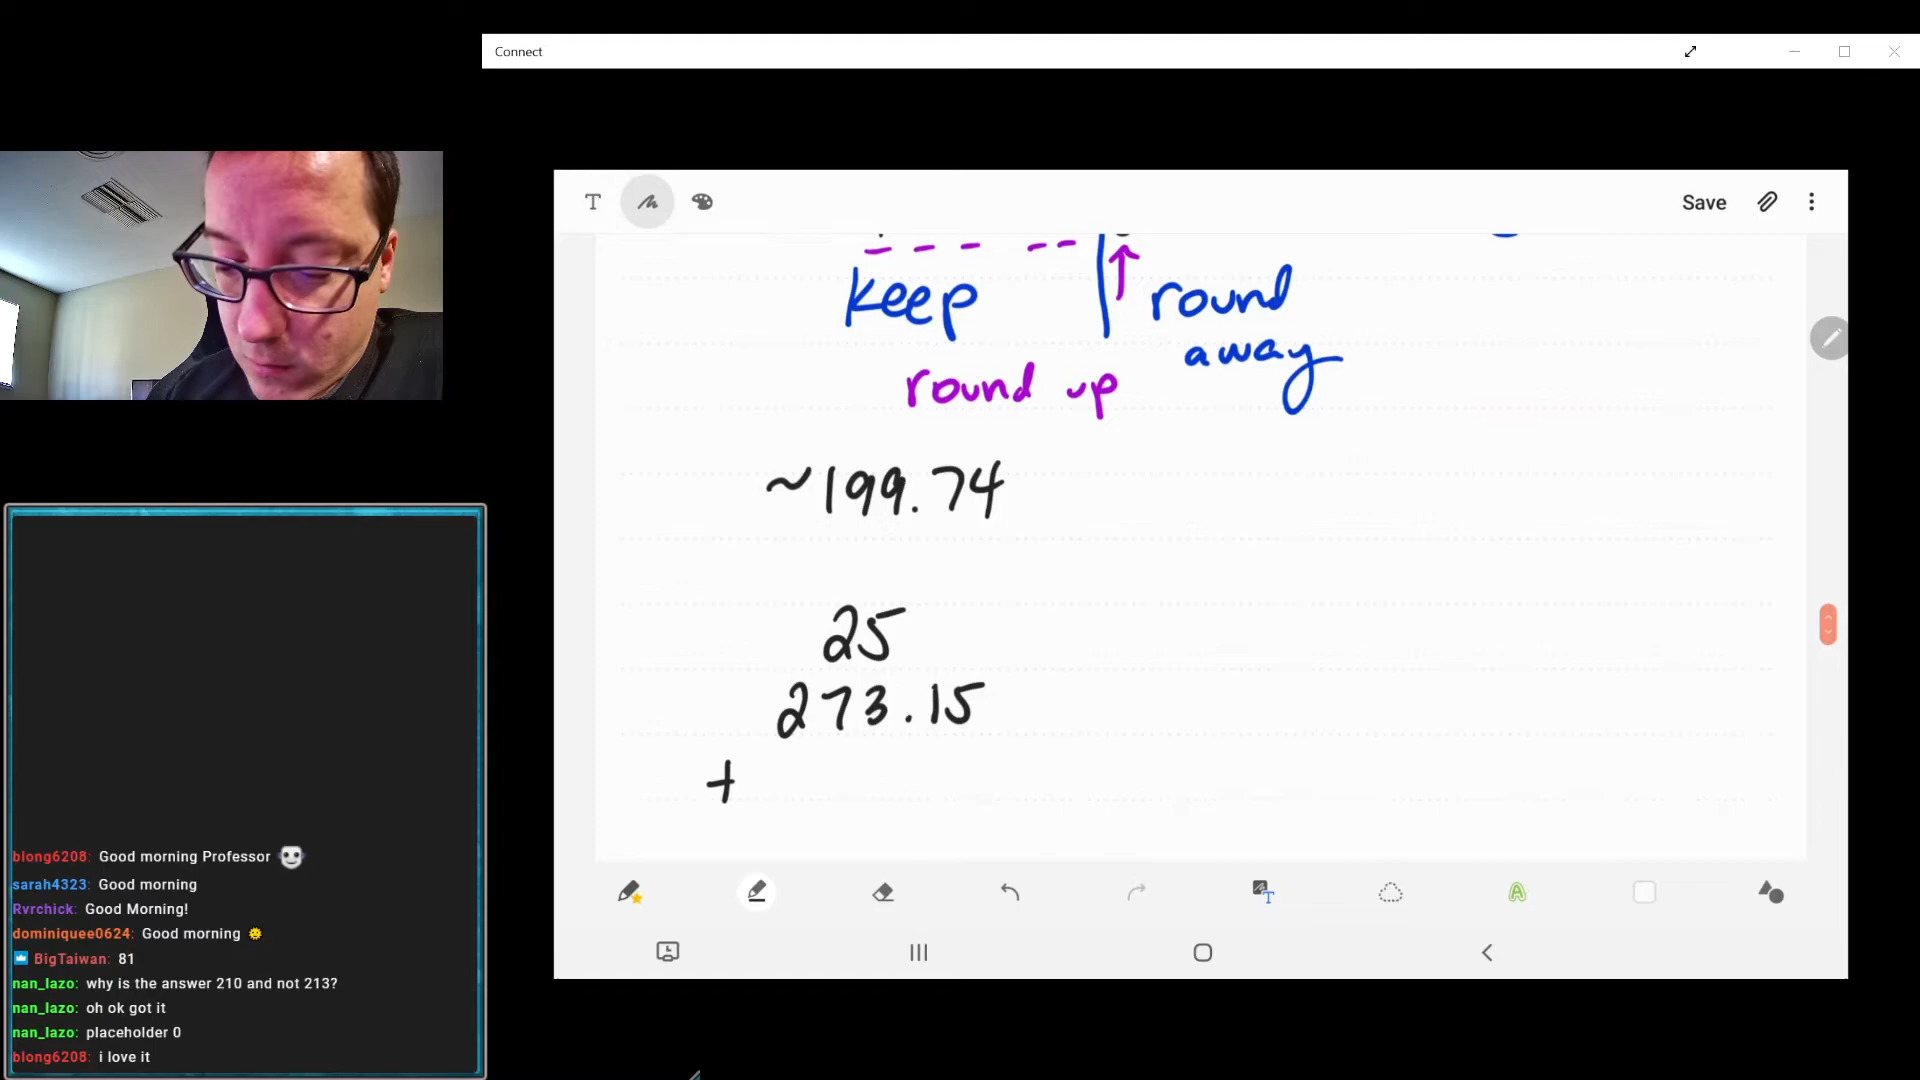 Connect
T
Save
keep
round
away
round up
~199.74
25
273.15
+
blong6208: Good morning Professor
sarah4323: Good morning
Rvrchick: Good Morning!
dominiquee0624: Good morning
BigTaiwan: 81
nan_lazo: why is the answer 210 and not 213?
nan_lazo: oh ok got it
nan_lazo: placeholder 0
blong6208: i love it